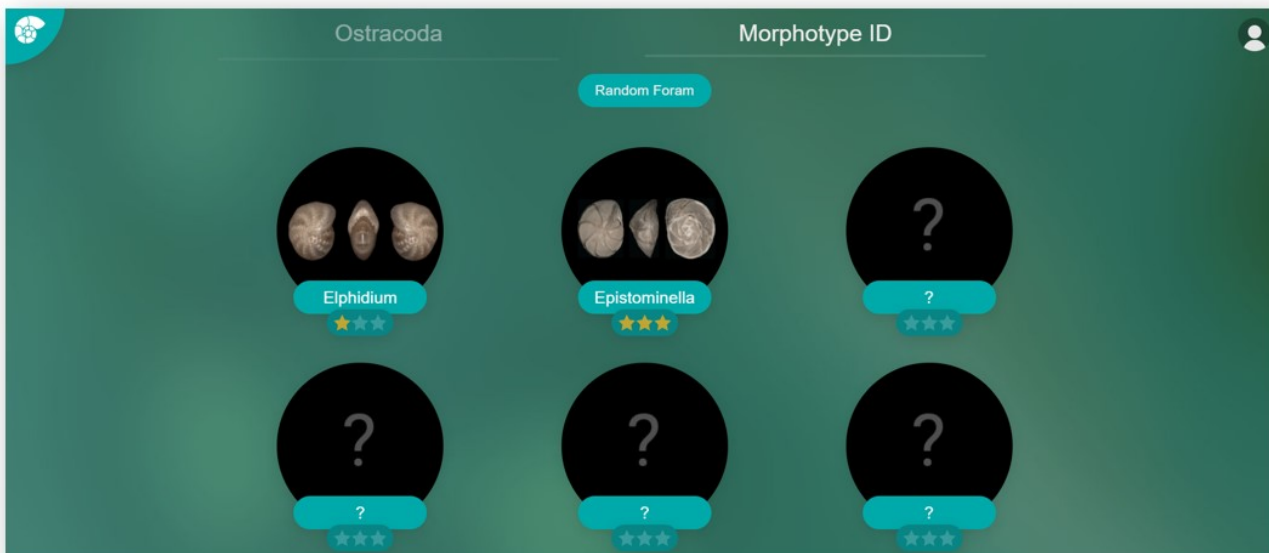 Ostracoda
Morphotype ID
Random Foram
?
Elphidium
Epistominella
?
?
?
?
?
?
?